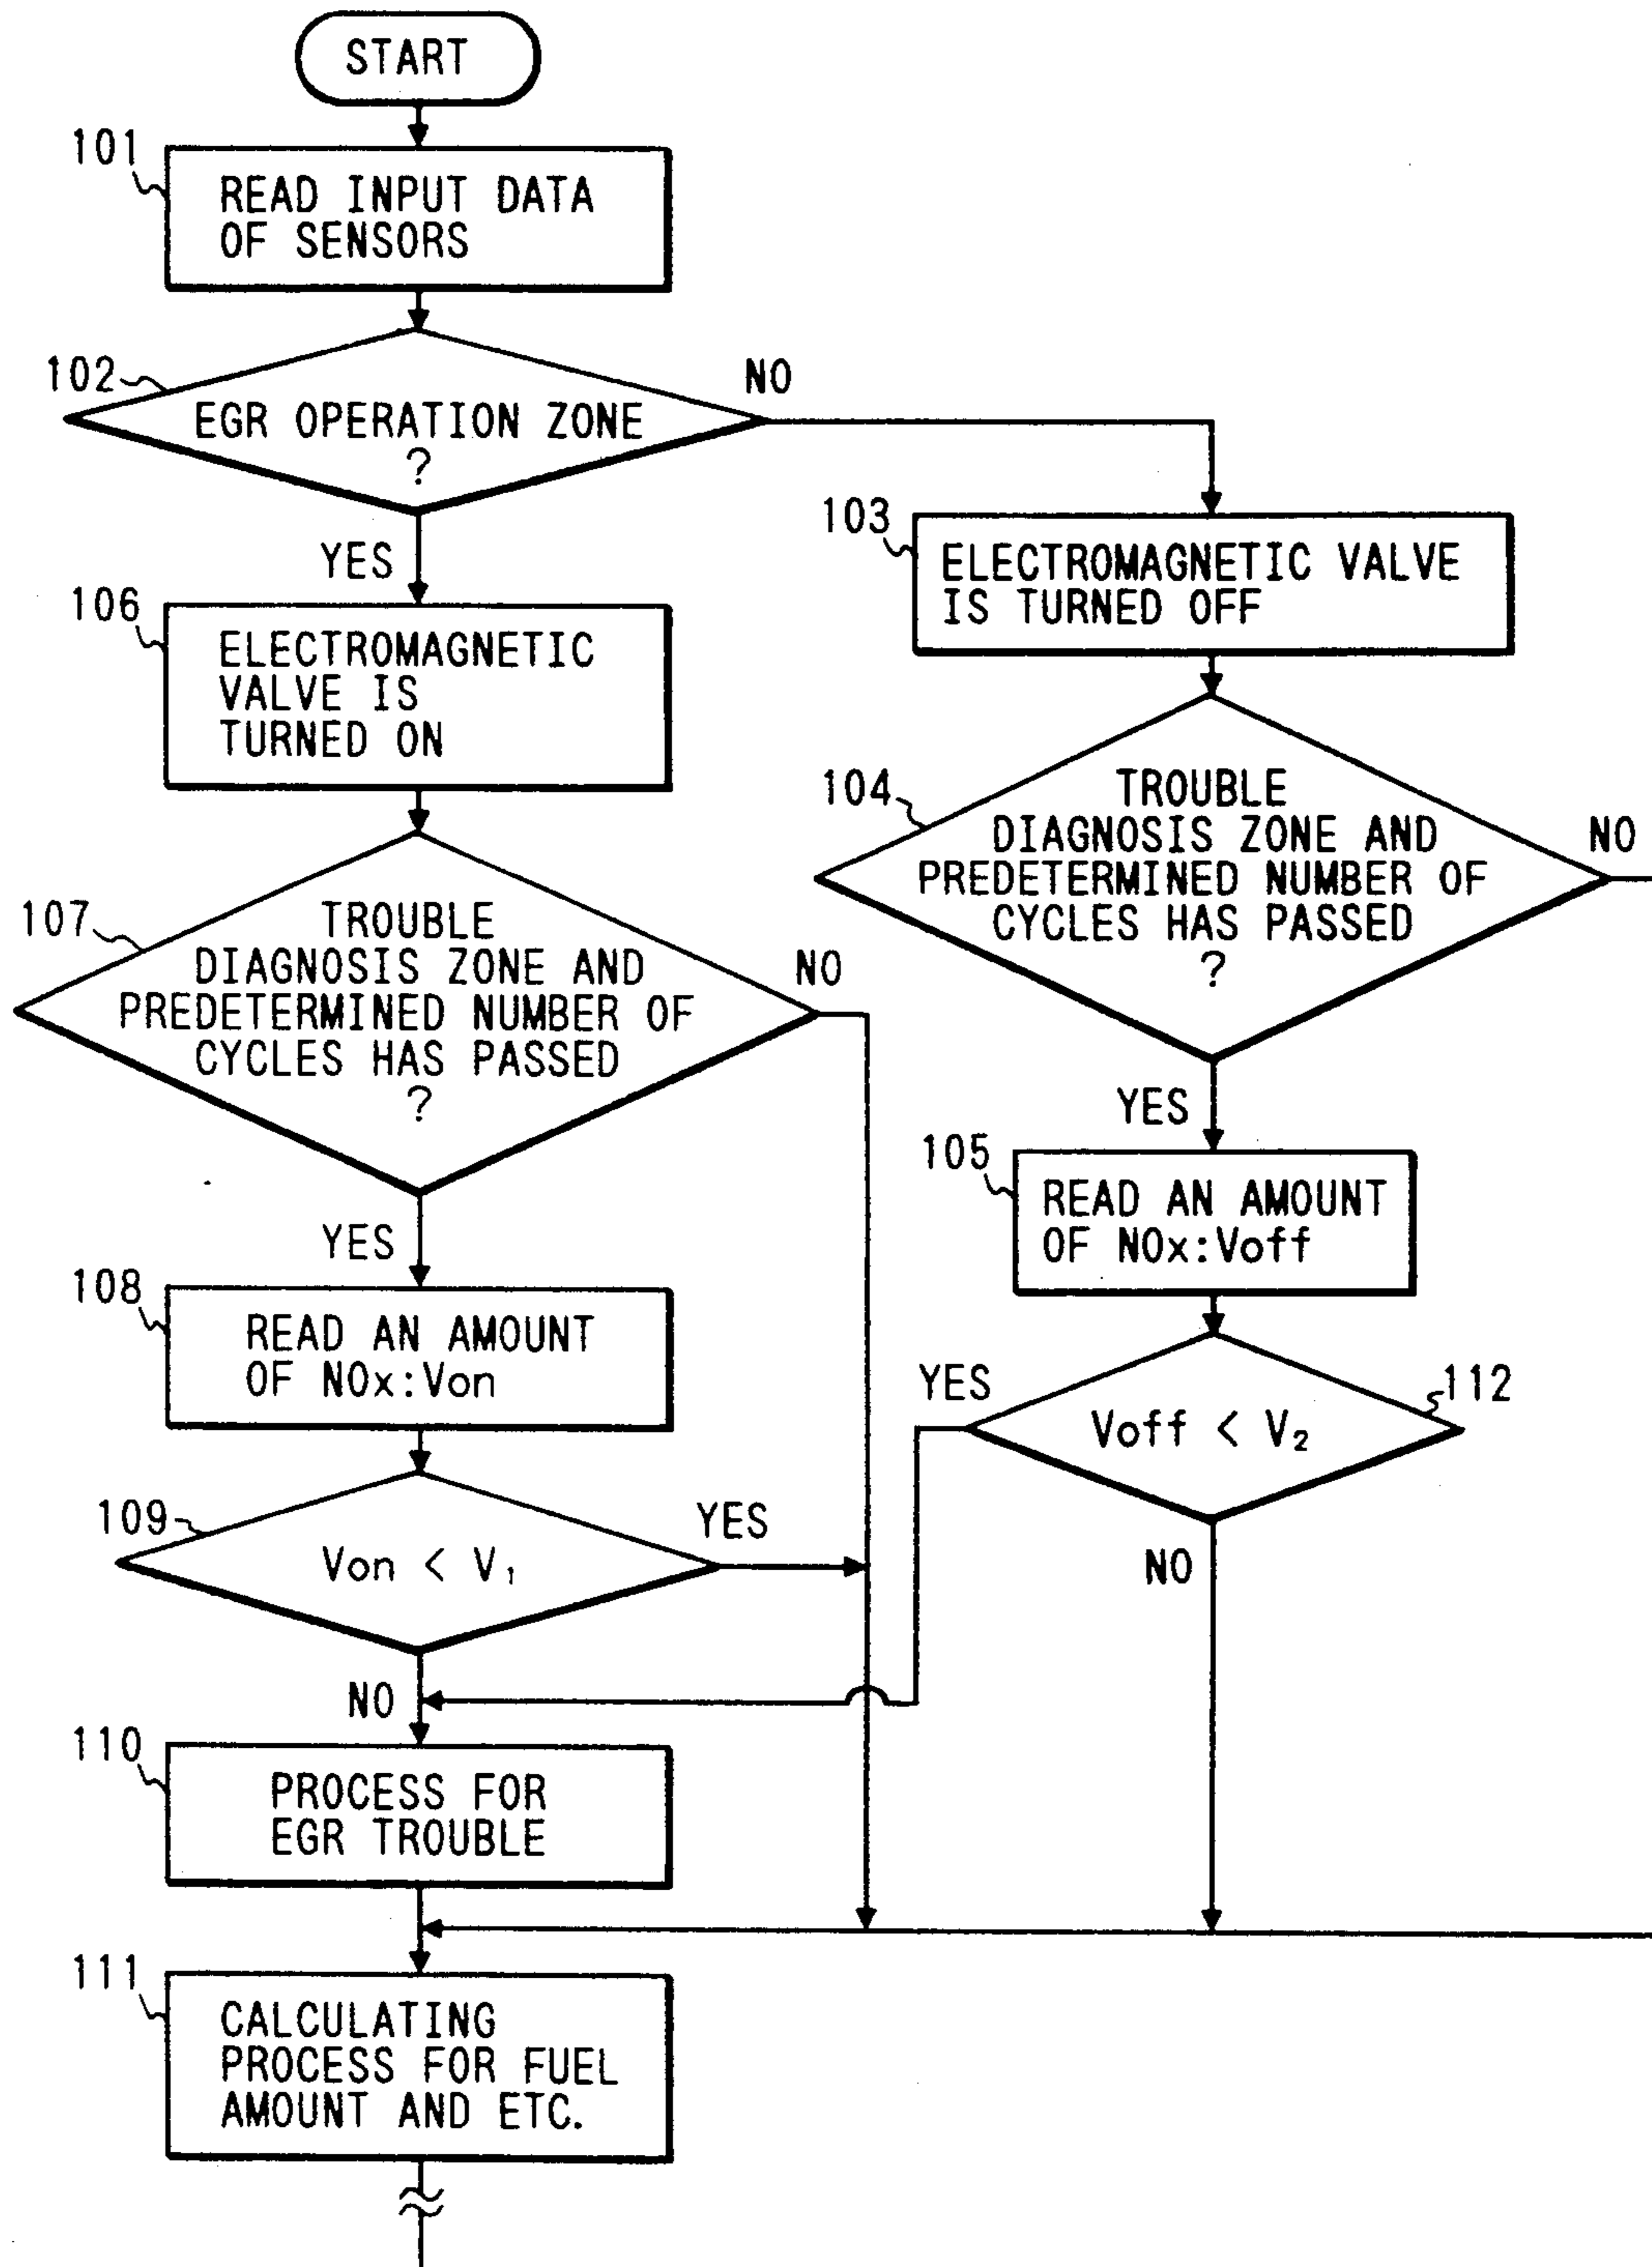 START
101
READ INPUT DATA
OF SENSORS
102
EGR OPERATION ZONE
?
NO
YES
103
ELECTROMAGNETIC VALVE
IS TURNED OFF
106
ELECTROMAGNETIC
VALVE IS
TURNED ON
104
TROUBLE
DIAGNOSIS ZONE AND
PREDETERMINED NUMBER OF
CYCLES HAS PASSED
?
NO
YES
107
TROUBLE
DIAGNOSIS ZONE AND
PREDETERMINED NUMBER OF
CYCLES HAS PASSED
?
NO
YES
105
READ AN AMOUNT
OF NOx:Voff
108
READ AN AMOUNT
OF NOx:Von
YES
112
Voff < V₂
NO
109
Von < V₁
YES
NO
110
PROCESS FOR
EGR TROUBLE
111
CALCULATING
PROCESS FOR FUEL
AMOUNT AND ETC.